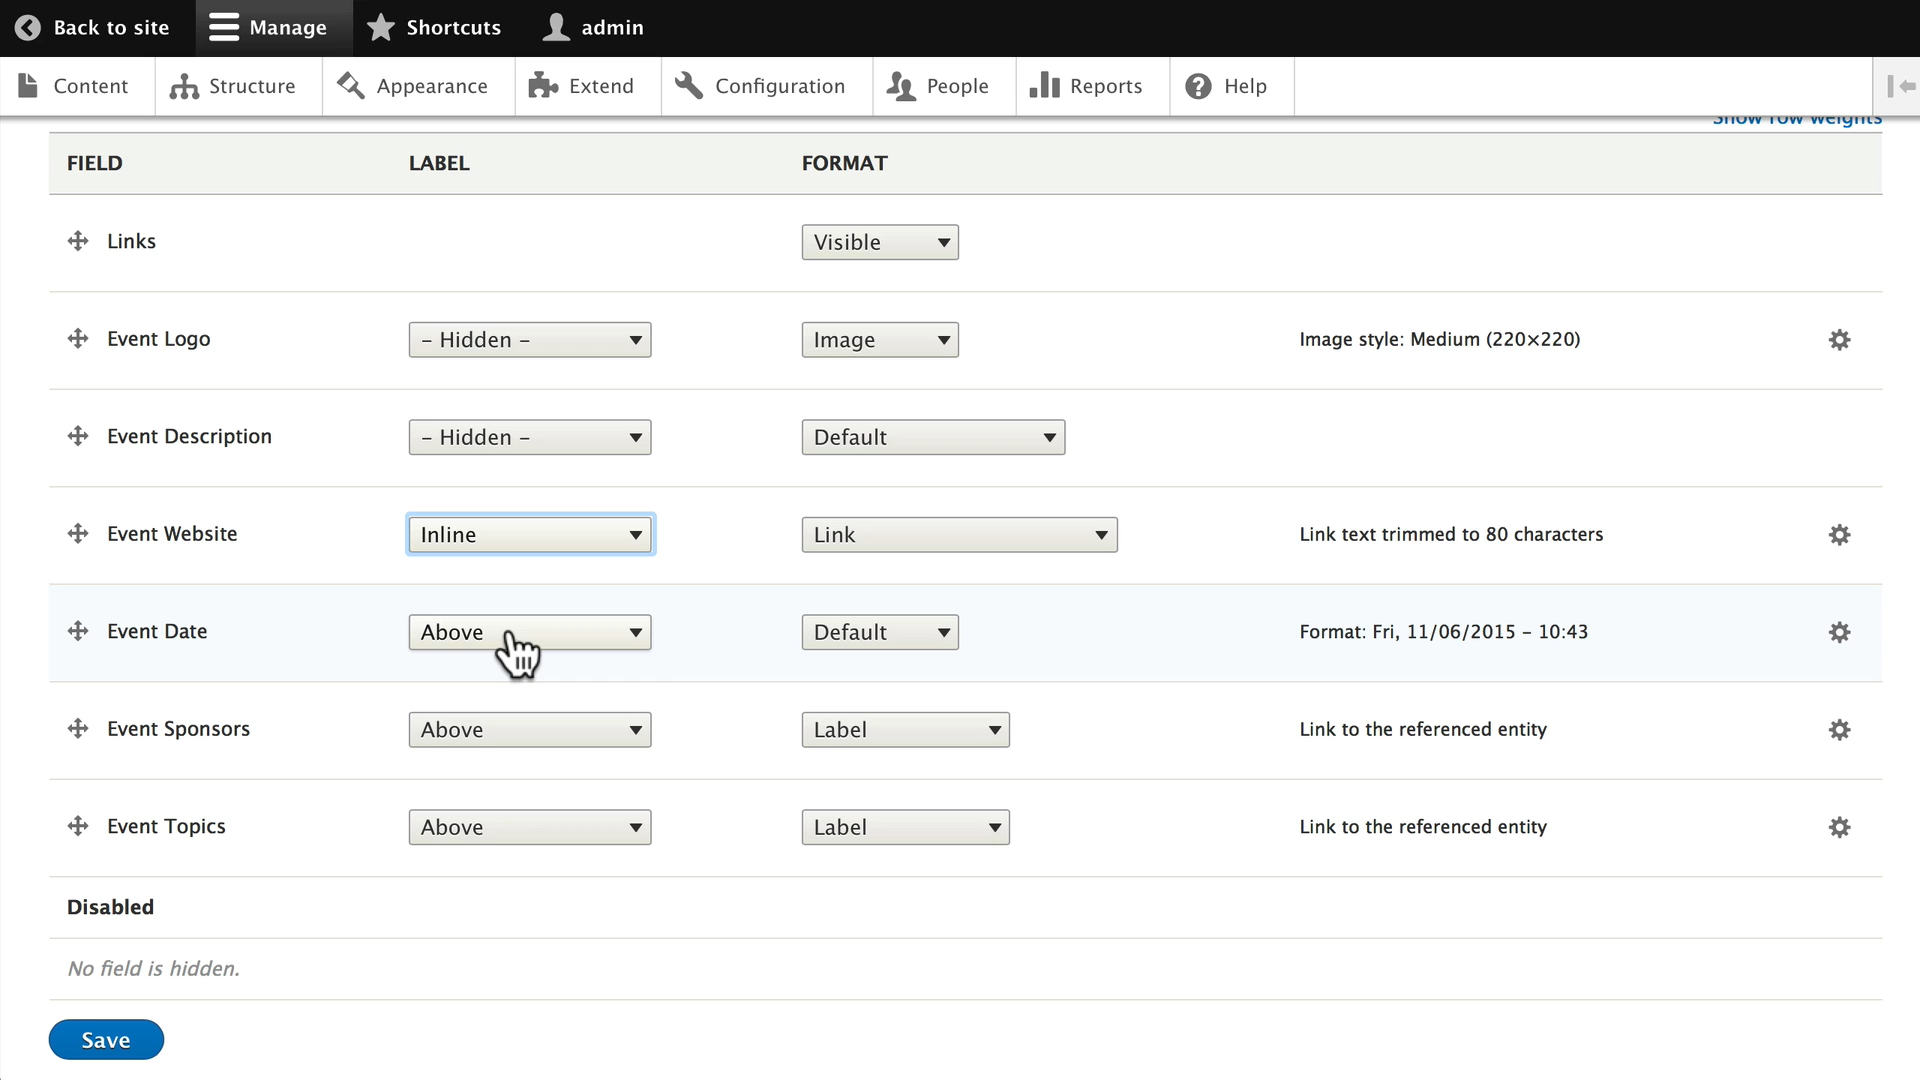 Back to site Manage Shortcuts admin
Content Structure Appearance Extend Configuration People Reports Help
Show row weights
FIELD LABEL FORMAT
Links Visible
Event Logo - Hidden - Image Image style: Medium (220×220)
Event Description - Hidden - Default
Event Website Inline Link Link text trimmed to 80 characters
Event Date Above Default Format: Fri, 11/06/2015 - 10:43
Event Sponsors Above Label Link to the referenced entity
Event Topics Above Label Link to the referenced entity
Disabled
No field is hidden.
Save